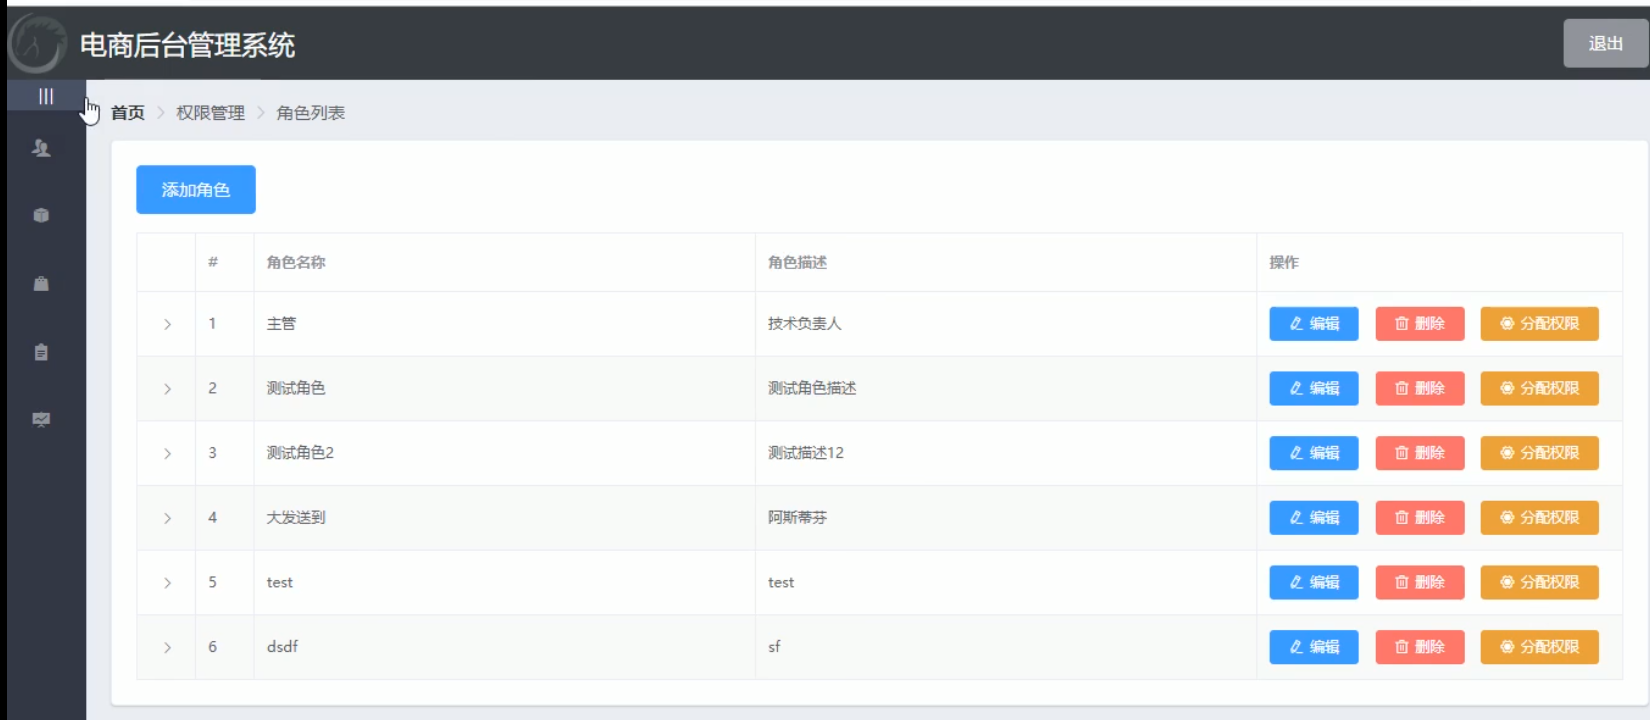 电商后台管理系统
退出
|||
首页 > 权限管理 > 角色列表
添加角色
# 角色名称 角色描述 操作
1 主管 技术负责人 编辑 删除 分配权限
2 测试角色 测试角色描述 编辑 删除 分配权限
3 测试角色2 测试描述12 编辑 删除 分配权限
4 大发送到 阿斯蒂芬 编辑 删除 分配权限
5 test test 编辑 删除 分配权限
6 dsdf sf 编辑 删除 分配权限